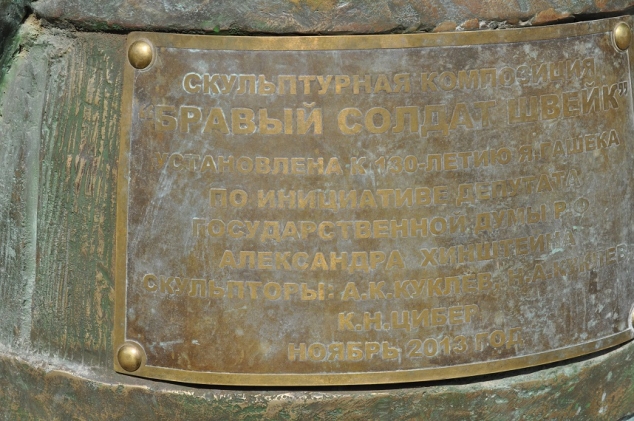 СКУЛЬПТУРНАЯ КОМПОЗИЦИЯ
"БРАВЫЙ СОЛДАТ ШВЕЙК"
УСТАНОВЛЕНА К 130-ЛЕТИЮ Я.ГАШЕКА
ПО ИНИЦИАТИВЕ ДЕПУТАТА
ГОСУДАРСТВЕННОЙ ДУМЫ РФ
АЛЕКСАНДРА ХИНШТЕЙНА
СКУЛЬПТОРЫ: А.К.КУКЛЕВ,
К.Н.ЦИБЕР
НОЯБРЬ 2013 ГОД